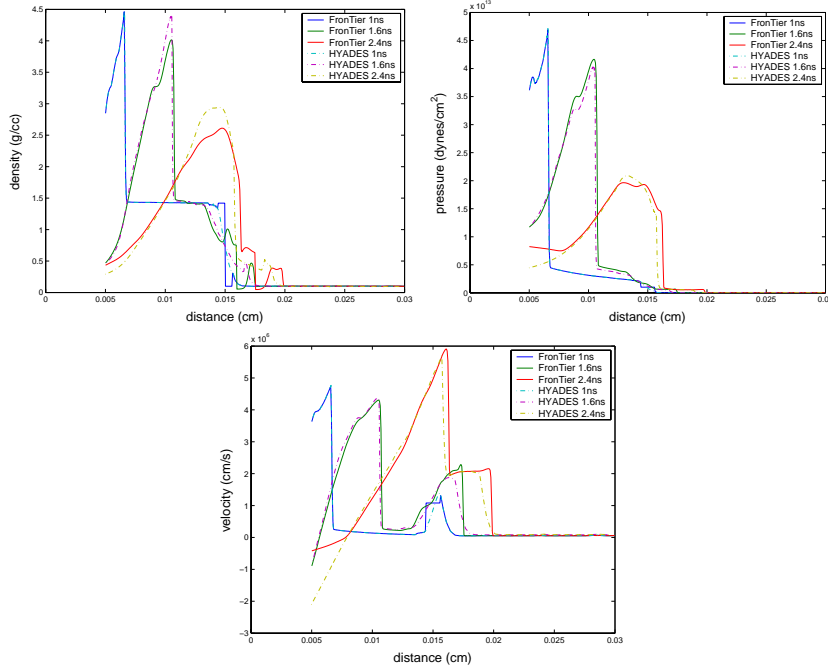 4.5
4
3.5
3
2.5
2
1.5
1
0.5
0
density (g/cc)
0
0.005
0.01
0.015
0.02
0.025
0.03
distance (cm)
FronTier 1ns
FronTier 1.6ns
FronTier 2.4ns
HYADES 1ns
HYADES 1.6ns
HYADES 2.4ns
x 10^13
5
4.5
4
3.5
3
2.5
2
1.5
1
0.5
0
pressure (dynes/cm²)
0
0.005
0.01
0.015
0.02
0.025
0.03
distance (cm)
FronTier 1ns
FronTier 1.6ns
FronTier 2.4ns
HYADES 1ns
HYADES 1.6ns
HYADES 2.4ns
x 10^6
6
5
4
3
2
1
0
−1
−2
−3
velocity (cm/s)
0
0.005
0.01
0.015
0.02
0.025
0.03
distance (cm)
FronTier 1ns
FronTier 1.6ns
FronTier 2.4ns
HYADES 1ns
HYADES 1.6ns
HYADES 2.4ns